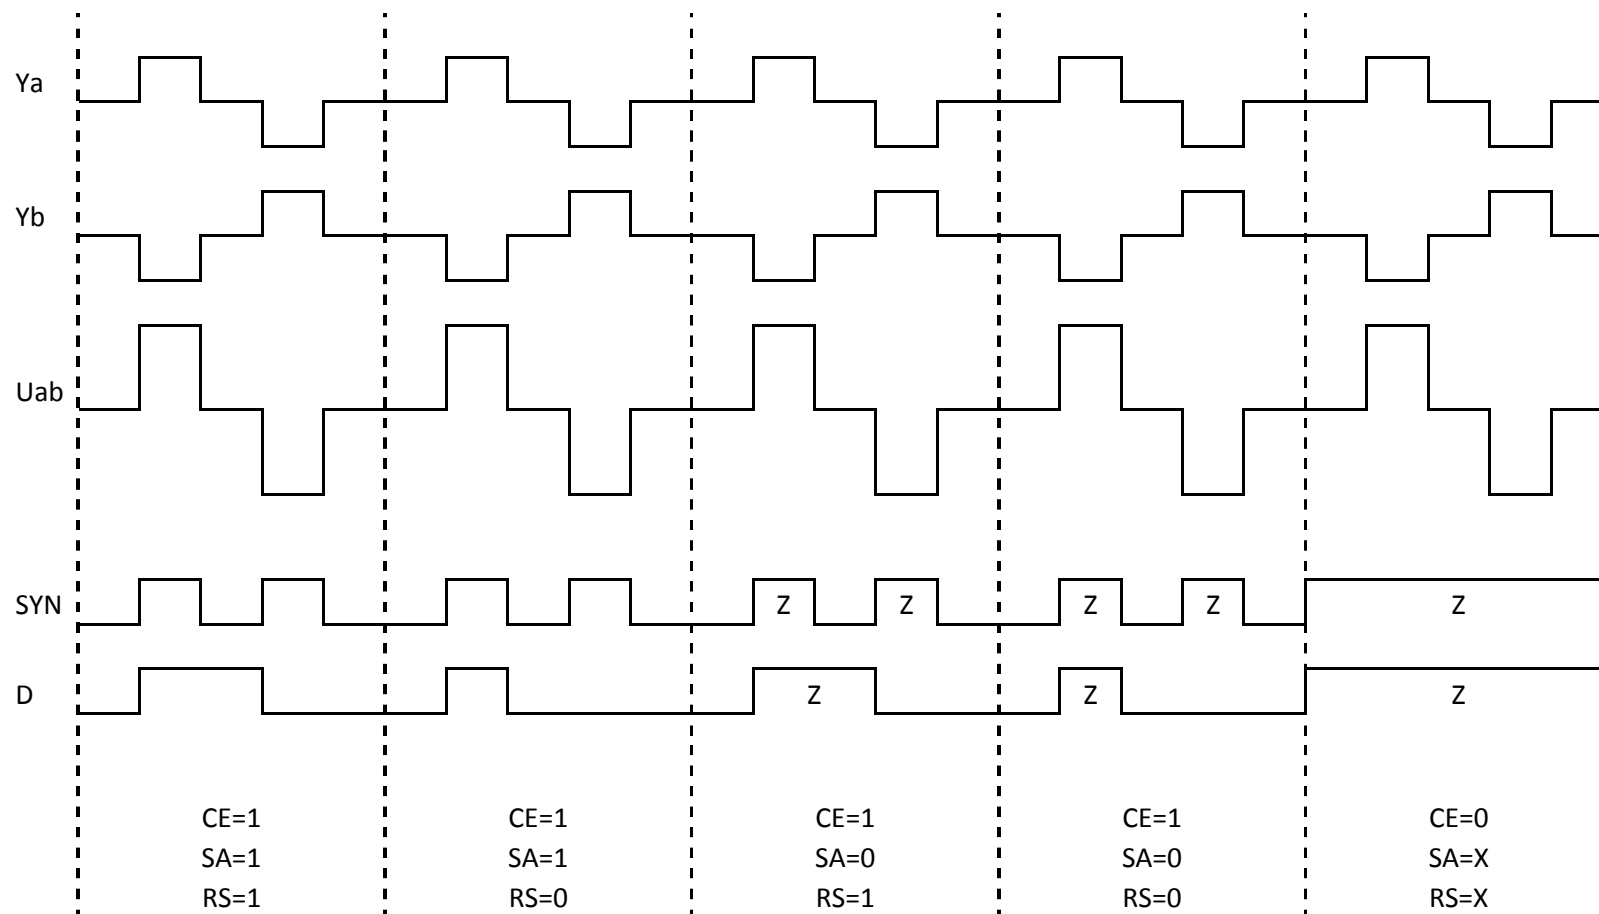 Ya
Yb
Uab
SYN Z Z Z Z Z
D Z Z Z
CE=1 CE=1 CE=1 CE=1 CE=0
SA=1 SA=1 SA=0 SA=0 SA=X
RS=1 RS=0 RS=1 RS=0 RS=X